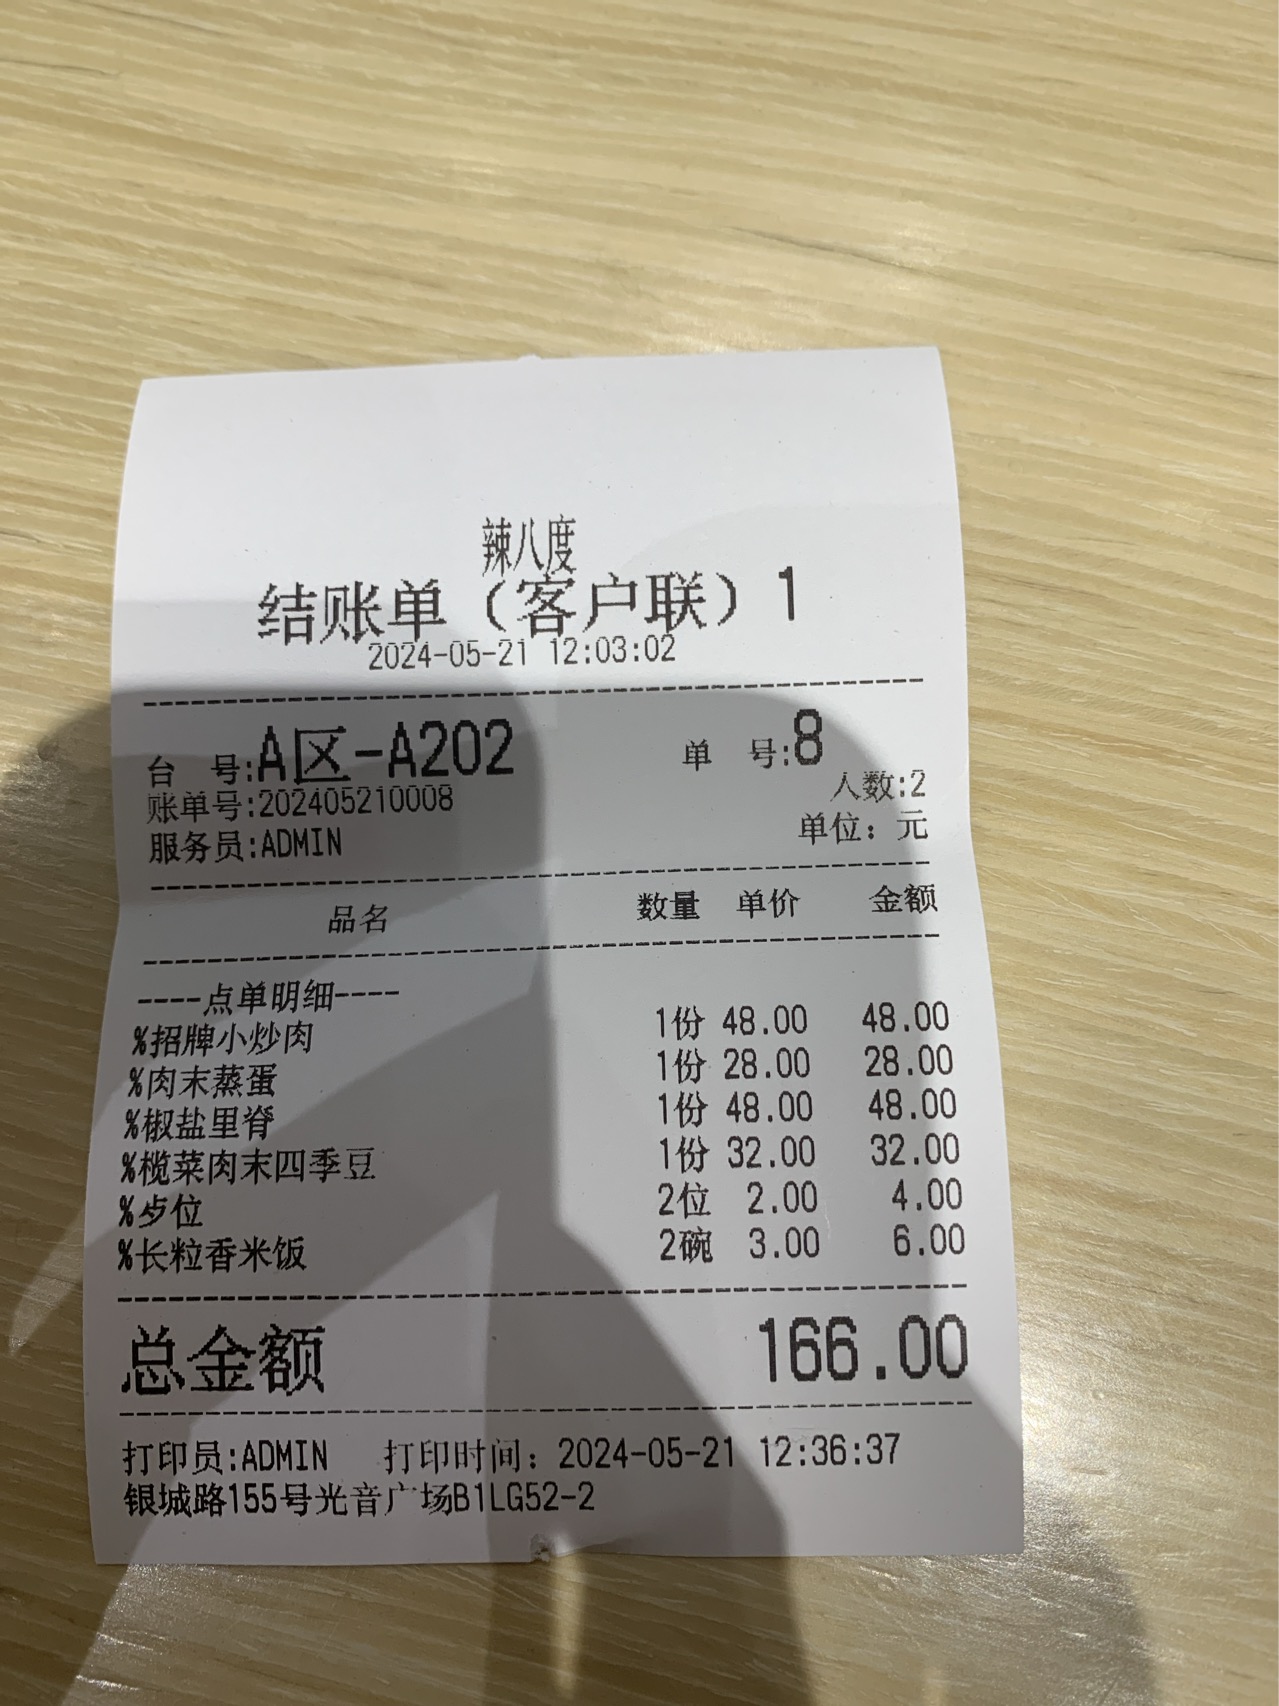 辣八度
结账单（客户联）1
2024-05-21 12:03:02
台 号:A区-A202 单 号:8
账单号:202405210008 人数:2
服务员:ADMIN 单位：元
品名 数量 单价 金额
----点单明细----
%招牌小炒肉 1份 48.00 48.00
%肉末蒸蛋 1份 28.00 28.00
%椒盐里脊 1份 48.00 48.00
%榄菜肉末四季豆 1份 32.00 32.00
%歺位 2位 2.00 4.00
%长粒香米饭 2碗 3.00 6.00
总金额 166.00
打印员:ADMIN 打印时间：2024-05-21 12:36:37
银城路155号光音广场B1LG52-2